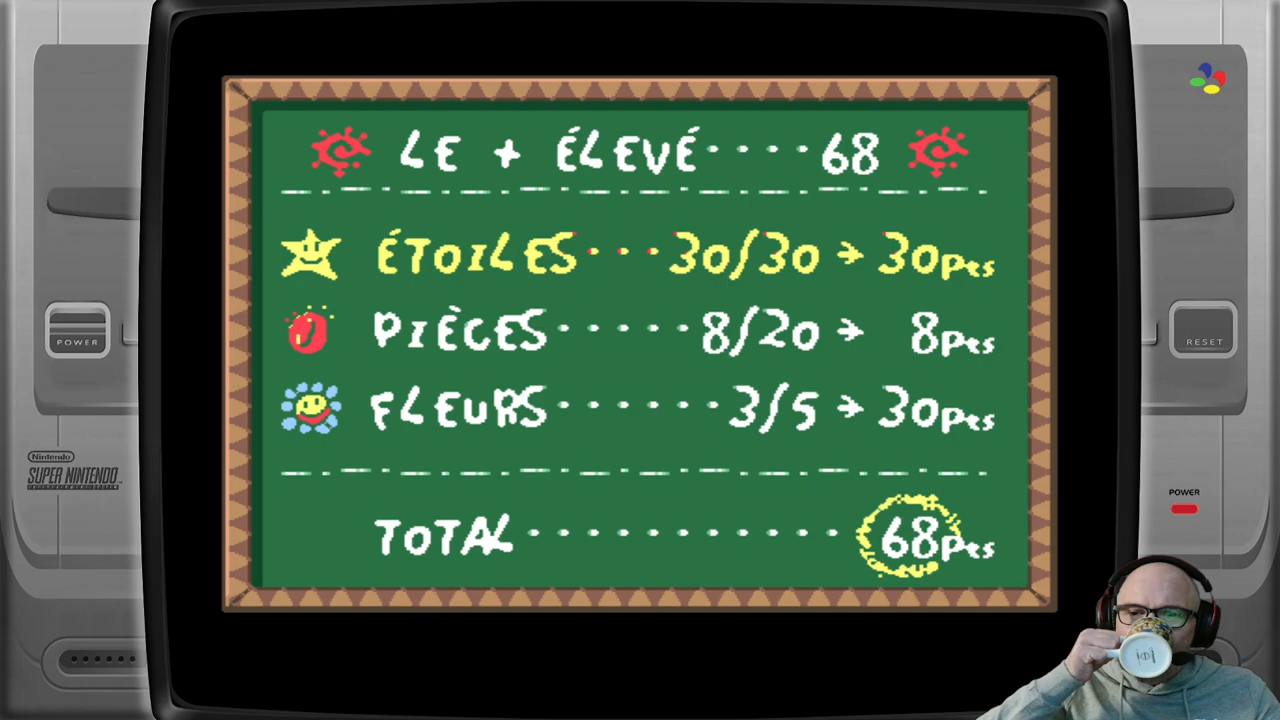 LE + ÉLEVÉ···· 68
ÉTOILES··· 30/30 → 30Pts
PIÈCES····· 8/20 → 8Pts
FLEURS······ 3/5 → 30Pts
TOTAL··········· 68Pts
POWER
RESET
Nintendo
SUPER NINTENDO
POWER